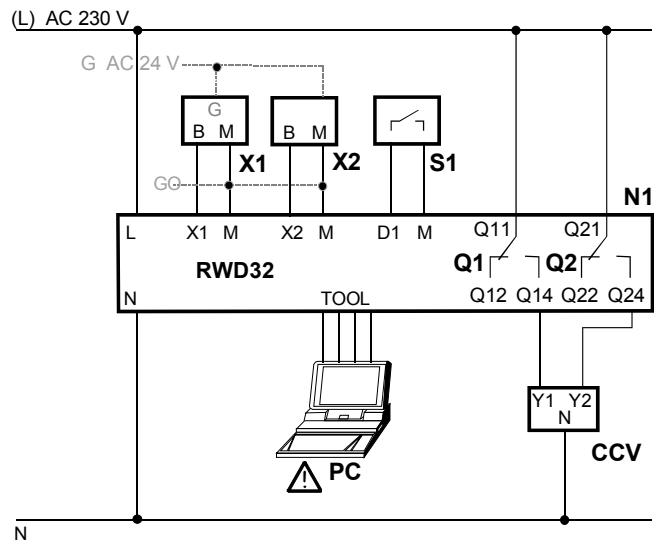 (L) AC 230 V
G AC 24 V
G
B M
X1
B M
X2
S1
GO
N1
L X1 M X2 M D1 M Q11 Q21
RWD32
Q1
Q2
N TOOL Q12 Q14 Q22 Q24
Y1 Y2
N
CCV
PC
N